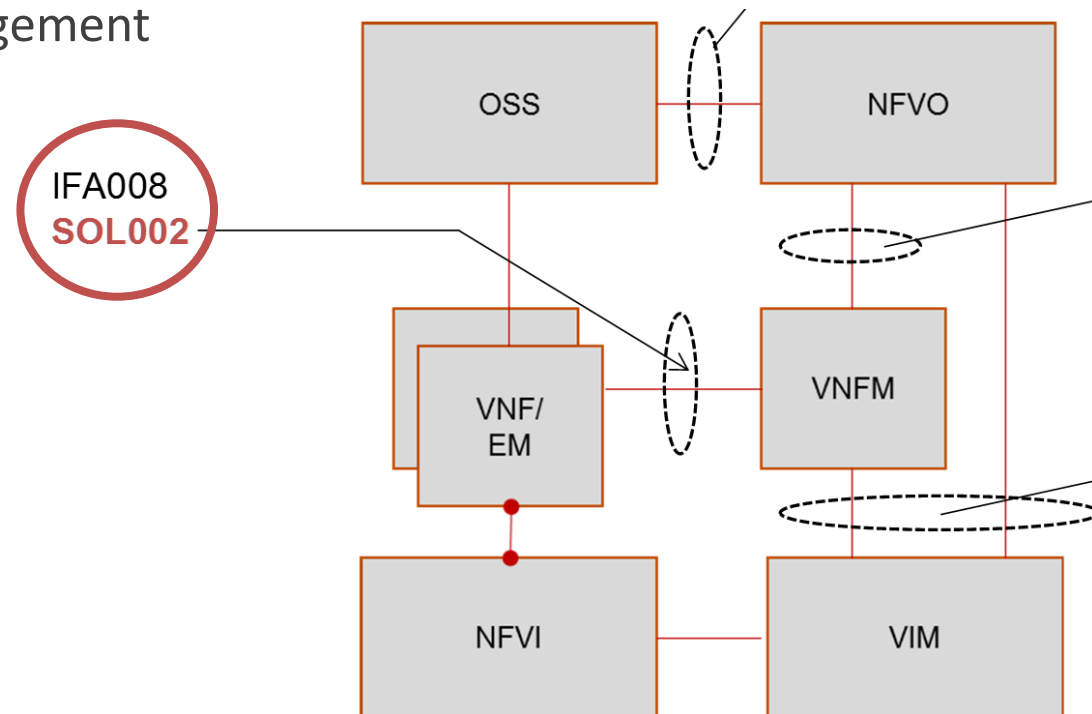 gement
OSS
NFVO
IFA008
SOL002
VNF/
EM
VNFM
NFVI
VIM